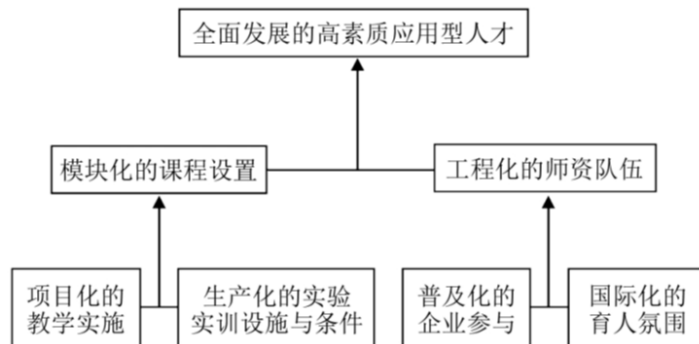 全面发展的高素质应用型人才
模块化的课程设置
工程化的师资队伍
项目化的
教学实施
生产化的实验
实训设施与条件
普及化的
企业参与
国际化的
育人氛围